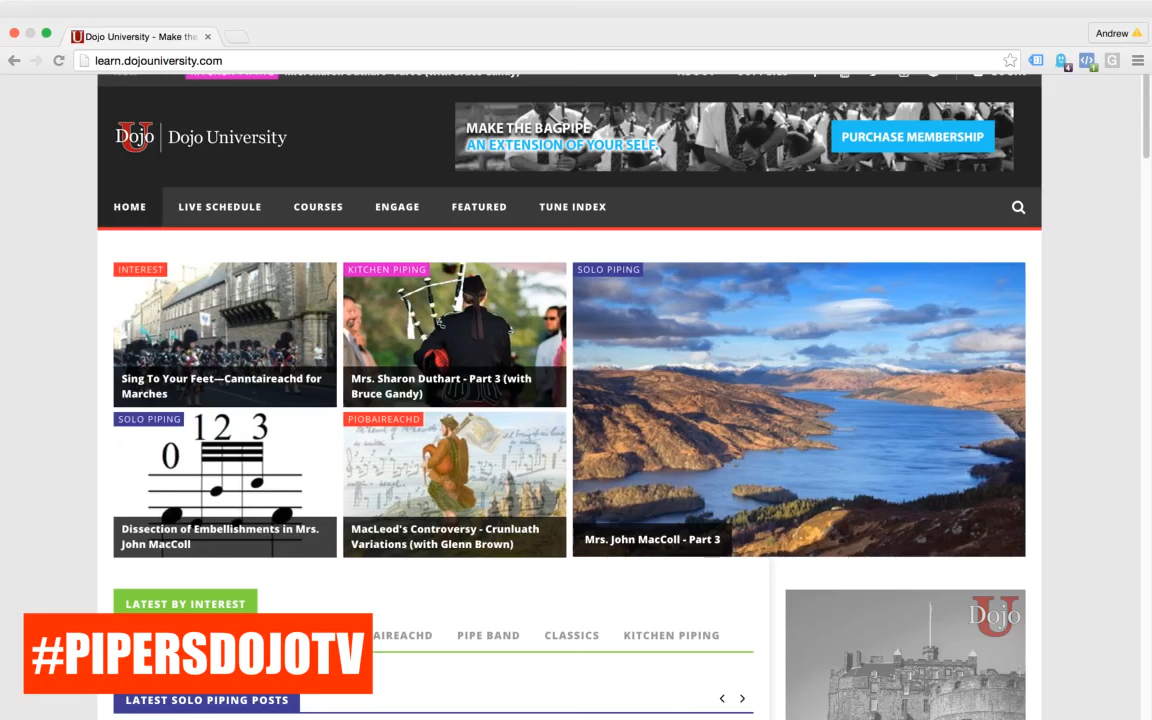 Dojo University - Make the
Andrew
learn.dojouniversity.com
Dojo
Dojo University
MAKE THE BAGPIPE
AN EXTENSION OF YOUR SELF.
PURCHASE MEMBERSHIP
HOME
LIVE SCHEDULE
COURSES
ENGAGE
FEATURED
TUNE INDEX
INTEREST
Sing To Your Feet—Canntaireachd for
Marches
KITCHEN PIPING
Mrs. Sharon Duthart - Part 3 (with
Bruce Gandy)
SOLO PIPING
Mrs. John MacColl - Part 3
SOLO PIPING
0 1 2 3
Dissection of Embellishments in Mrs.
John MacColl
PIOBAIREACHD
MacLeod's Controversy - Crunluath
Variations (with Glenn Brown)
LATEST BY INTEREST
AIREACHD
PIPE BAND
CLASSICS
KITCHEN PIPING
#PIPERSDOJOTV
LATEST SOLO PIPING POSTS
Dojo